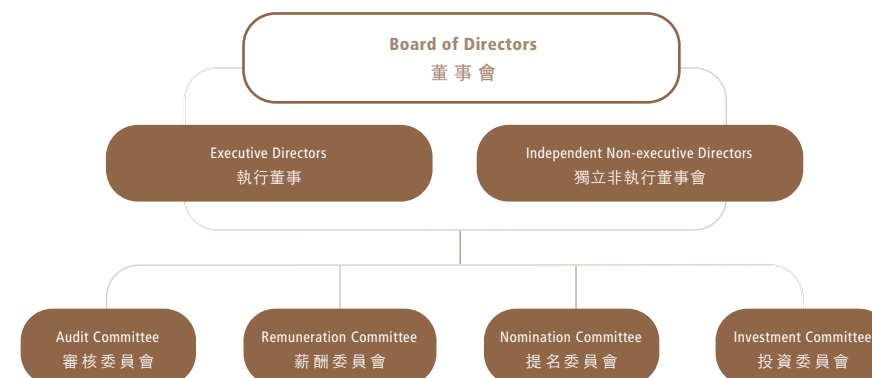 Board of Directors
董事會
Executive Directors
執行董事
Independent Non-executive Directors
獨立非執行董事會
Audit Committee
審核委員會
Remuneration Committee
薪酬委員會
Nomination Committee
提名委員會
Investment Committee
投資委員會